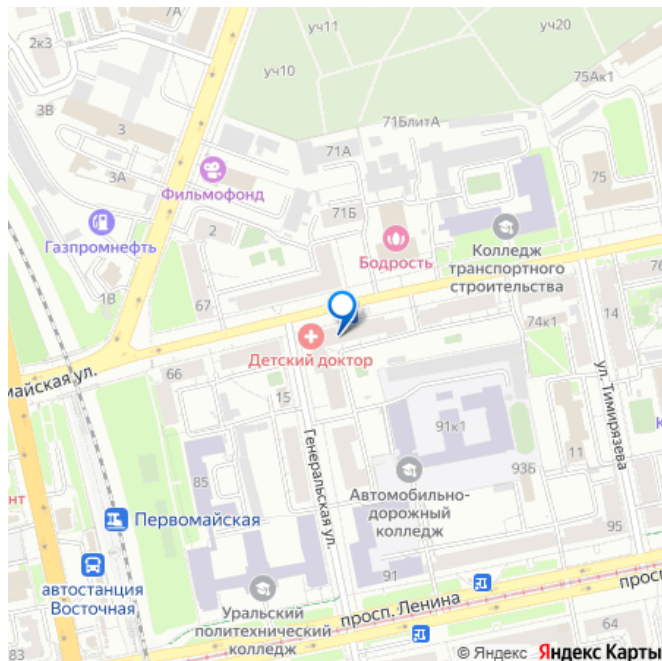 7А
уч11
уч20
2к3
уч10
75Ак1
3В
71БлитА
3
71А
75
3А
Фильмофонд
71Б
2
Газпромнефть
Бодрость
Колледж
транспортного
строительства
1В
67
76
14
74к1
Детский доктор
майская ул.
66
15
ул. Тимирязева
Генеральская ул.
91к1
11
85
93Б
нт
Автомобильно-
дорожный
колледж
Первомайская
95
автостанция
Восточная
91
просп. Ленина
просп
Уральский
политехнический
колледж
83
© Яндекс Яндекс Карты